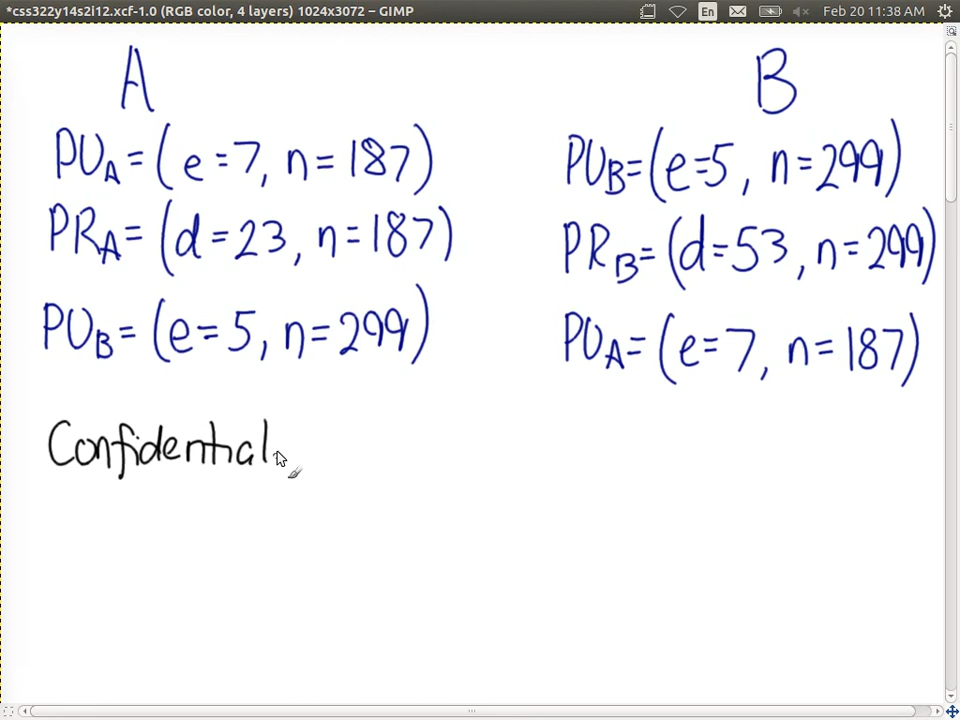 *css322y14s2i12.xcf-1.0 (RGB color, 4 layers) 1024x3072 – GIMP
En
Feb 20 11:38 AM
A
PU_A = (e = 7, n = 187)
PR_A = (d = 23, n = 187)
PU_B = (e = 5, n = 299)
B
PU_B = (e = 5, n = 299)
PR_B = (d = 53, n = 299)
PU_A = (e = 7, n = 187)
Confidential